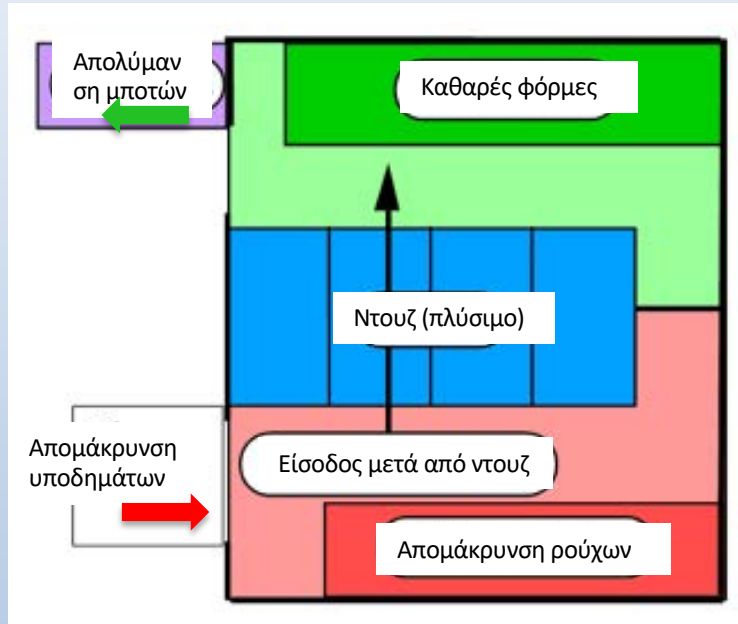 Απολύμαν
ση μποτών
Καθαρές φόρμες
Ντουζ (πλύσιμο)
Απομάκρυνση
υποδημάτων
Είσοδος μετά από ντουζ
Απομάκρυνση ρούχων